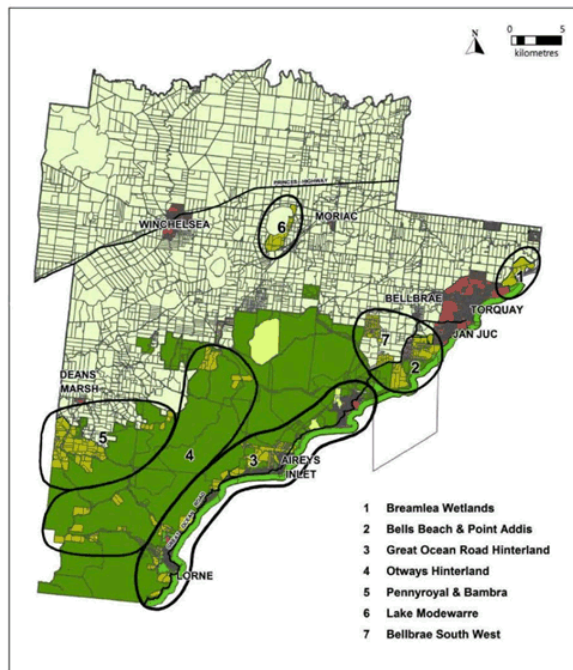 N
0 5
kilometres
PRINCES HIGHWAY
WINCHELSEA
MORIAC
6
1
BELLBRAE
TORQUAY
JAN JUC
7
2
DEANS
MARSH
5
4
3
AIREYS
INLET
GREAT OCEAN ROAD
LORNE
1 Breamlea Wetlands
2 Bells Beach & Point Addis
3 Great Ocean Road Hinterland
4 Otways Hinterland
5 Pennyroyal & Bambra
6 Lake Modewarre
7 Bellbrae South West